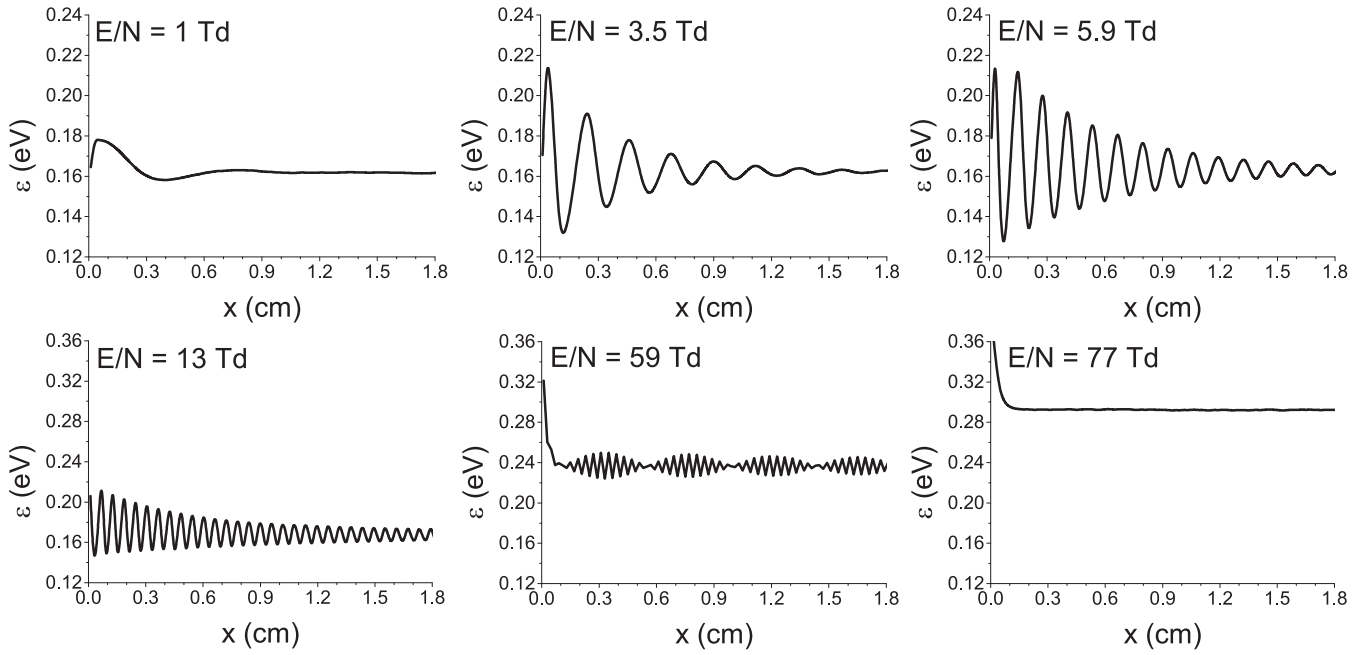 E/N = 1 Td
ε (eV)
0.24
0.22
0.20
0.18
0.16
0.14
0.12
0.0 0.3 0.6 0.9 1.2 1.5 1.8
x (cm)
E/N = 3.5 Td
ε (eV)
0.24
0.22
0.20
0.18
0.16
0.14
0.12
0.0 0.3 0.6 0.9 1.2 1.5 1.8
x (cm)
E/N = 5.9 Td
ε (eV)
0.24
0.22
0.20
0.18
0.16
0.14
0.12
0.0 0.3 0.6 0.9 1.2 1.5 1.8
x (cm)
E/N = 13 Td
ε (eV)
0.36
0.32
0.28
0.24
0.20
0.16
0.12
0.0 0.3 0.6 0.9 1.2 1.5 1.8
x (cm)
E/N = 59 Td
ε (eV)
0.36
0.32
0.28
0.24
0.20
0.16
0.12
0.0 0.3 0.6 0.9 1.2 1.5 1.8
x (cm)
E/N = 77 Td
ε (eV)
0.36
0.32
0.28
0.24
0.20
0.16
0.12
0.0 0.3 0.6 0.9 1.2 1.5 1.8
x (cm)